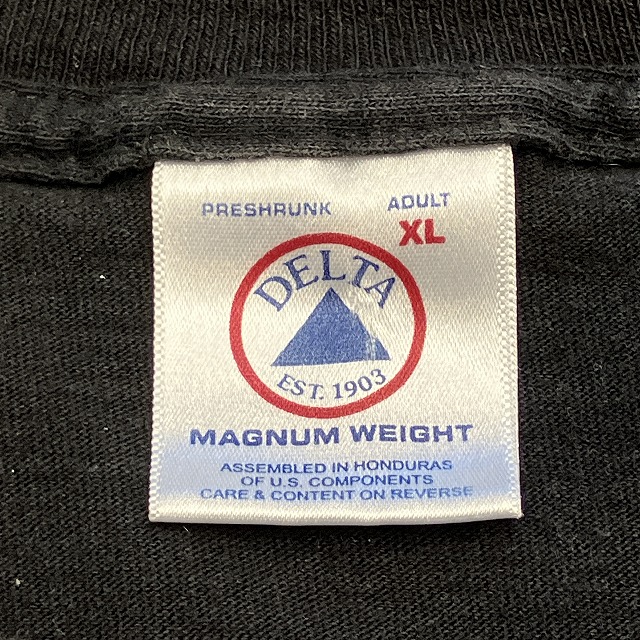 PRESHRUNK ADULT
XL
DELTA
EST. 1903
MAGNUM WEIGHT
ASSEMBLED IN HONDURAS
OF U.S. COMPONENTS
CARE & CONTENT ON REVERSE